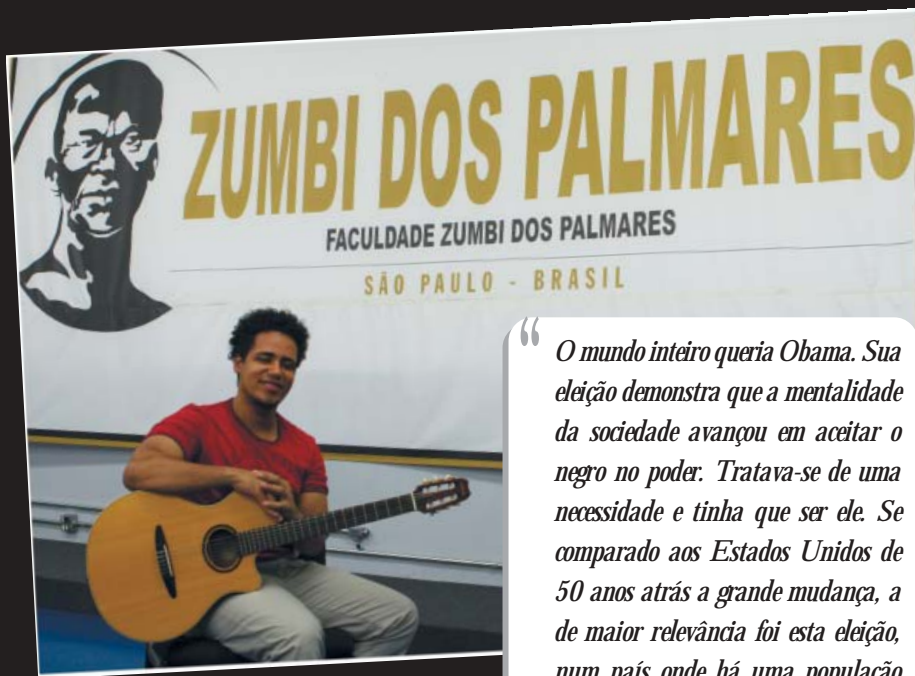 ZUMBI DOS PALMARES
FACULDADE ZUMBI DOS PALMARES
SÃO PAULO - BRASIL
“
O mundo inteiro queria Obama. Sua
eleição demonstra que a mentalidade
da sociedade avançou em aceitar o
negro no poder. Tratava-se de uma
necessidade e tinha que ser ele. Se
comparado aos Estados Unidos de
50 anos atrás a grande mudança, a
de maior relevância foi esta eleição,
num país onde há uma população